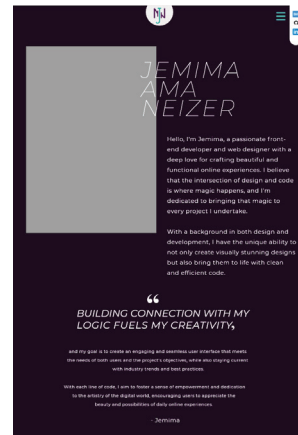 JEMIMA
AMA
NEIZER
Hello, I'm Jemima, a passionate front-
end developer and web designer with a
deep love for crafting beautiful and
functional online experiences. I believe
that the intersection of design and code
is where magic happens, and I'm
dedicated to bringing that magic to
every project I undertake.
With a background in both design and
development, I have the unique ability to
not only create visually stunning designs
but also bring them to life with clean
and efficient code.
“
BUILDING CONNECTION WITH MY
LOGIC FUELS MY CREATIVITY,
and my goal is to create an engaging and seamless user interface that meets
the needs of both users and the project's objectives, while also staying current
with industry trends and best practices.
With each line of code, I aim to foster a sense of empowerment and dedication
to the artistry of the digital world, encouraging users to appreciate the
beauty and possibilities of daily online experiences.
- Jemima